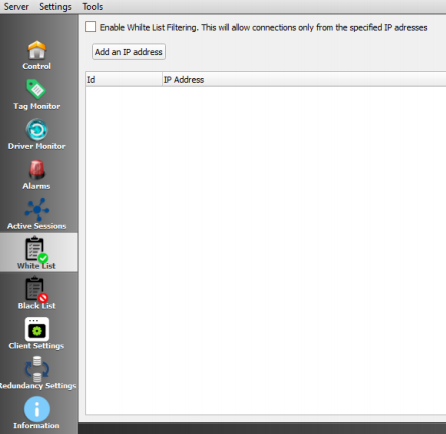 Server Settings Tools
Enable Whilte List Filtering. This will allow connections only from the specified IP adresses
Add an IP address
Id IP Address
Control
Tag Monitor
Driver Monitor
Alarms
Active Sessions
White List
Black List
Client Settings
Redundancy Settings
Information